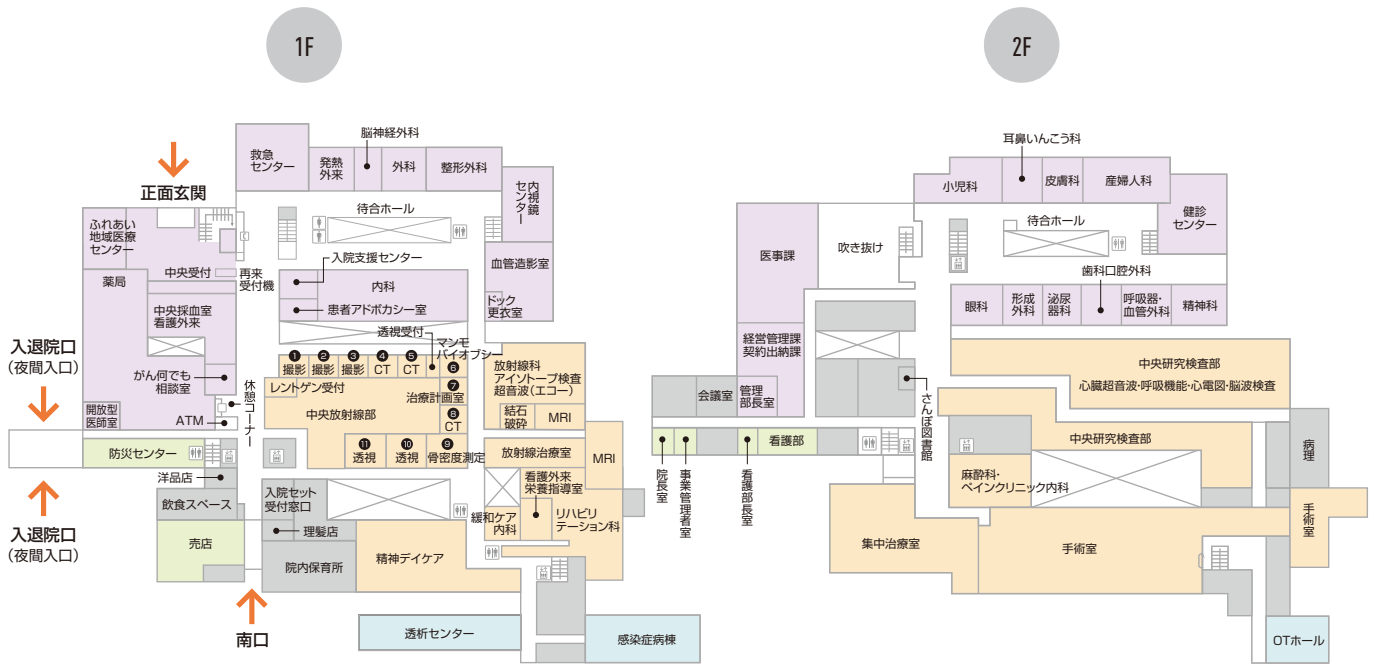 1F
脳神経外科
救急
センター
発熱
外来
外科
整形外科
正面玄関
内視鏡
センター
待合ホール
ふれあい
地域医療
センター
中央受付
再来
受付機
入院支援センター
血管造影室
薬局
内科
患者アドボカシー室
ドック
更衣室
中央採血室
看護外来
透視受付
マンモ
バイオプシー
入退院口
(夜間入口)
1
撮影
2
撮影
3
撮影
4
CT
5
CT
6
放射線科
アイソトープ検査
超音波(エコー)
がん何でも
相談室
休憩コーナー
レントゲン受付
7
治療計画室
開放型
医師室
ATM
中央放射線部
8
CT
結石
破砕
MRI
防災センター
11
透視
10
透視
9
骨密度測定
放射線治療室
MRI
洋品店
飲食スペース
入院セット
受付窓口
看護外来
栄養指導室
入退院口
(夜間入口)
理髪店
緩和ケア
内科
リハビリ
テーション科
売店
院内保育所
精神デイケア
南口
透析センター
感染症病棟
2F
耳鼻いんこう科
小児科
皮膚科
産婦人科
健診
センター
待合ホール
医事課
吹き抜け
歯科口腔外科
眼科
形成
外科
泌尿
器科
呼吸器・
血管外科
精神科
経営管理課
契約出納課
中央研究検査部
心臓超音波・呼吸機能・心電図・脳波検査
会議室
管理
部長室
さんぽ図書館
看護部
中央研究検査部
病理
院長室
事業管理者室
看護部長室
麻酔科・
ペインクリニック内科
手術室
集中治療室
手術室
OTホール